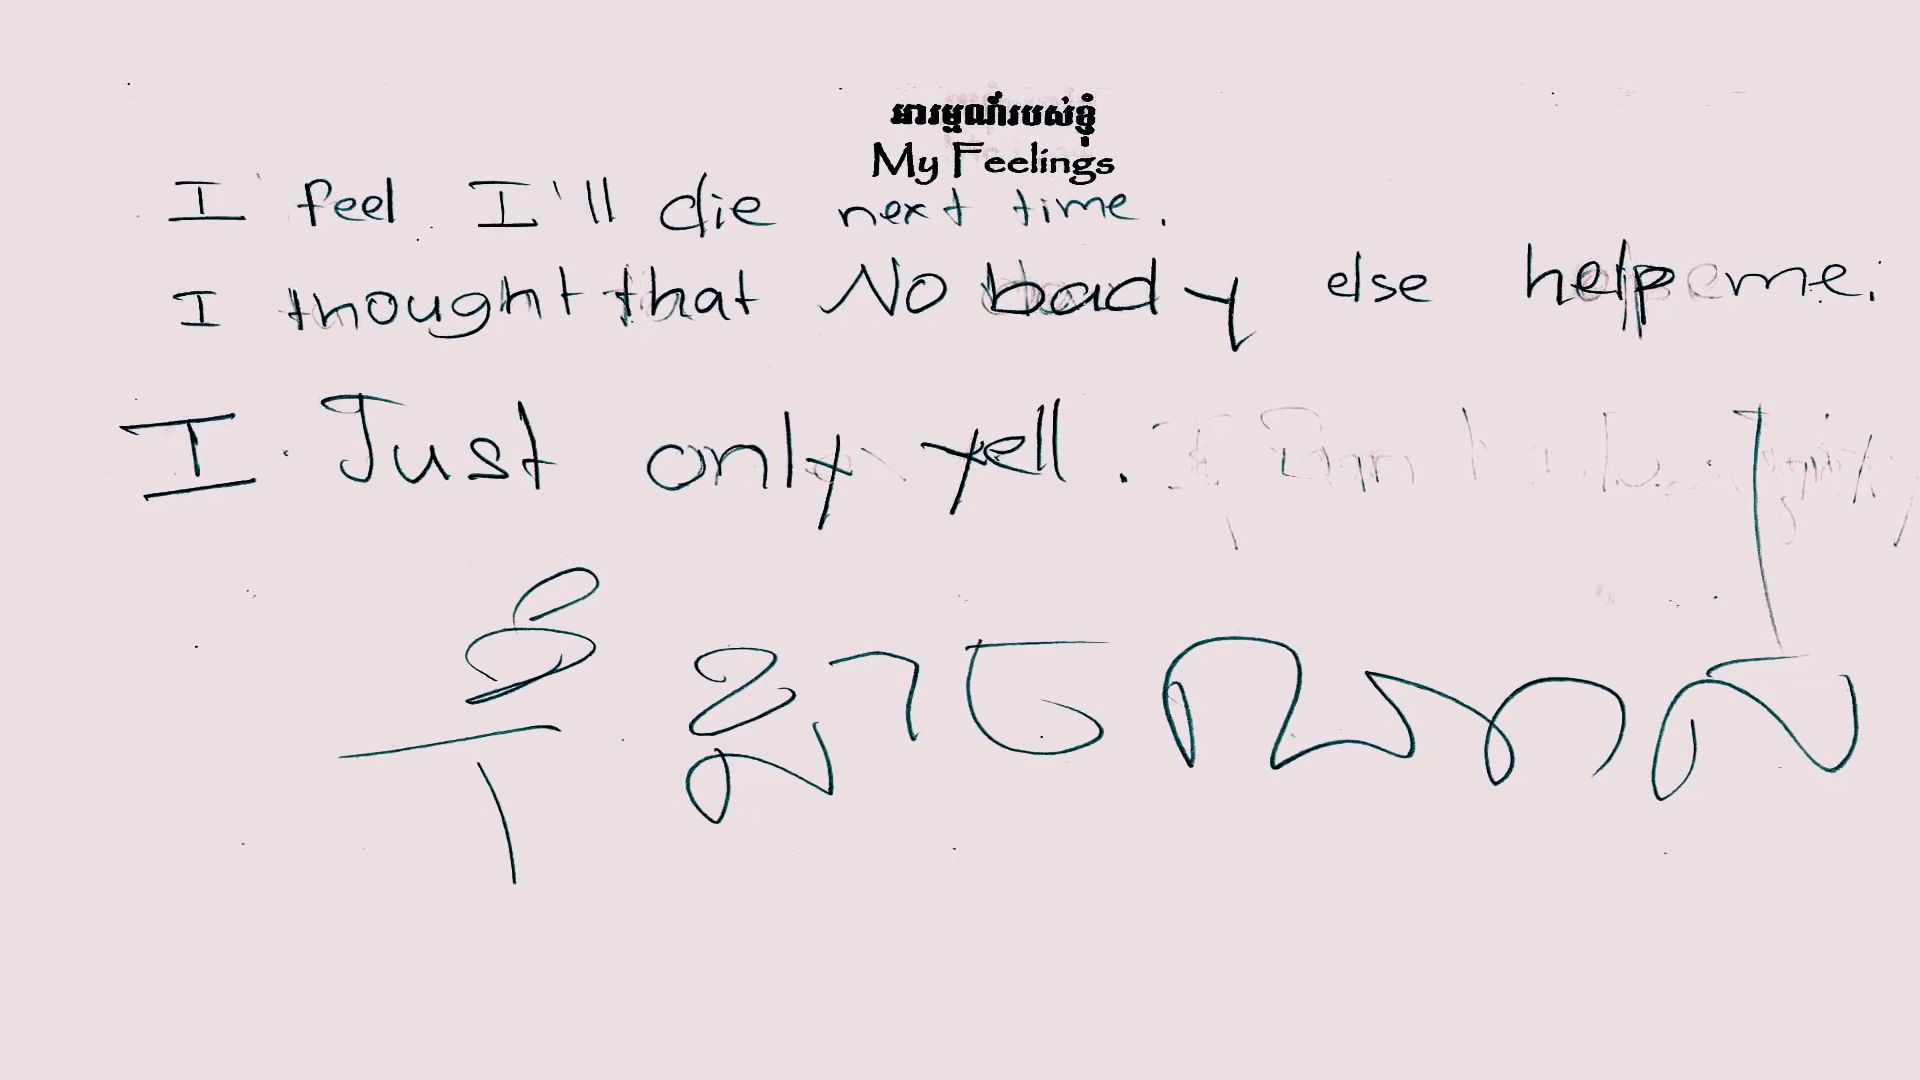 អារម្មណ៍របស់ខ្ញុំ
My Feelings
I feel I'll die next time.
I thought that No bady else help me.
I Just only yell.
ខ្លាចណាស់